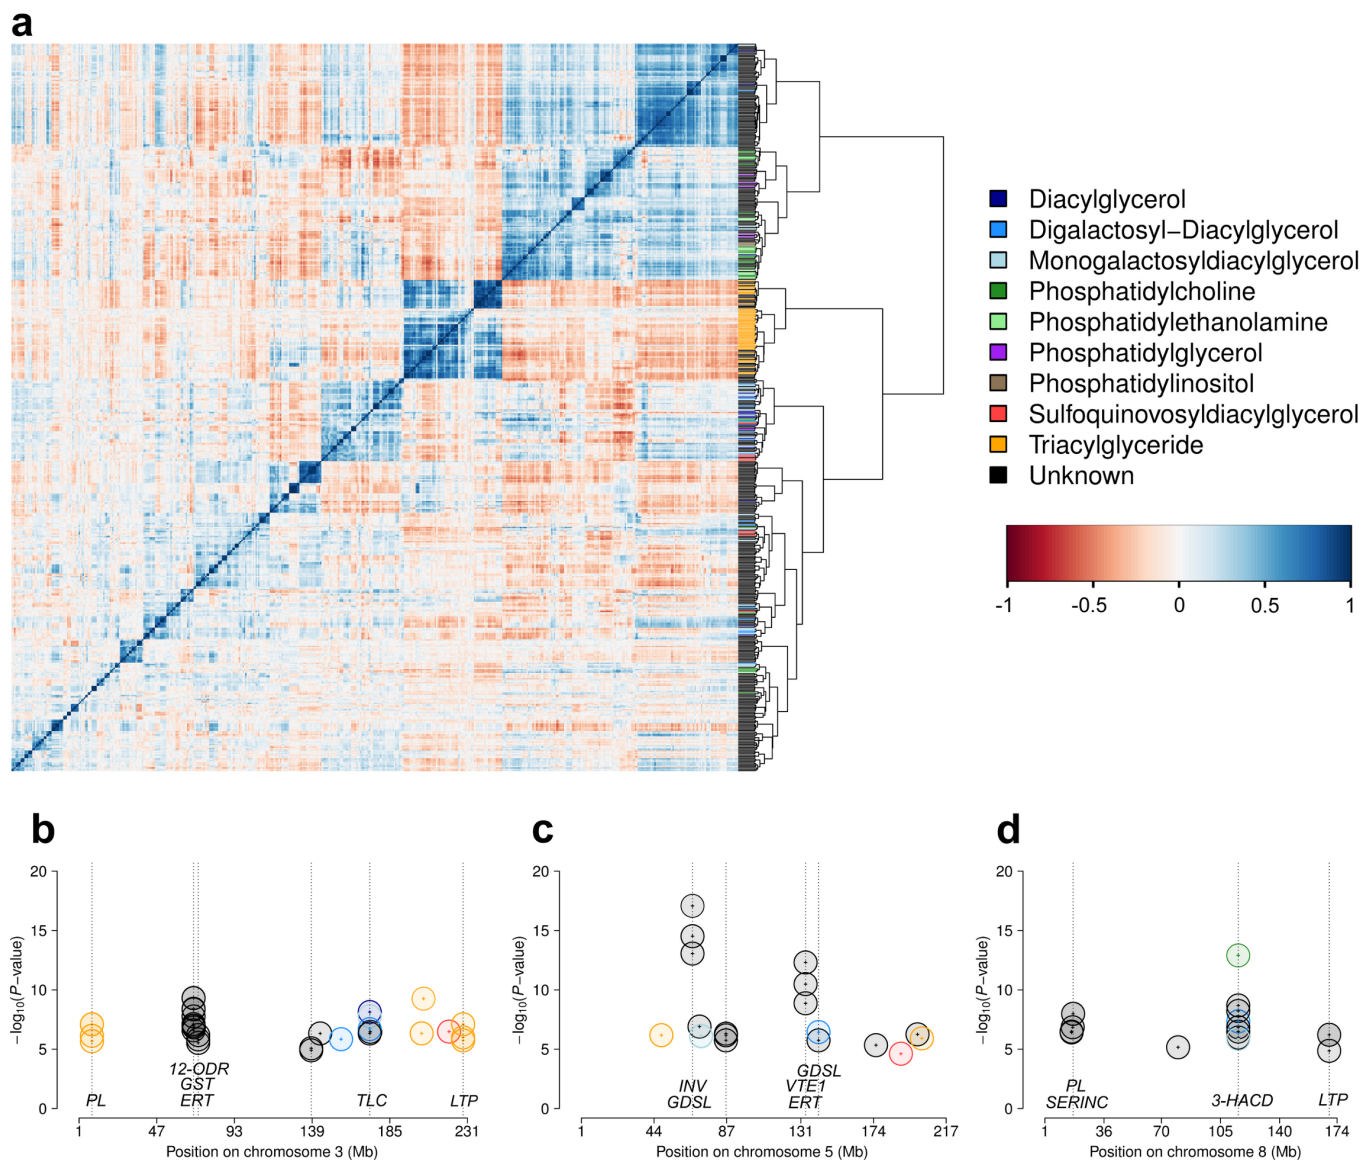 a
Diacylglycerol
Digalactosyl−Diacylglycerol
Monogalactosyldiacylglycerol
Phosphatidylcholine
Phosphatidylethanolamine
Phosphatidylglycerol
Phosphatidylinositol
Sulfoquinovosyldiacylglycerol
Triacylglyceride
Unknown
-1 -0.5 0 0.5 1
b
20
15
10
5
0
−log10(P−value)
12-ODR
GST
PL ERT TLC LTP
1 47 93 139 185 231
Position on chromosome 3 (Mb)
c
20
15
10
5
0
−log10(P−value)
GDSL
INV VTE1
GDSL ERT
1 44 87 131 174 217
Position on chromosome 5 (Mb)
d
20
15
10
5
0
−log10(P−value)
PL
SERINC 3-HACD LTP
1 36 70 105 140 174
Position on chromosome 8 (Mb)